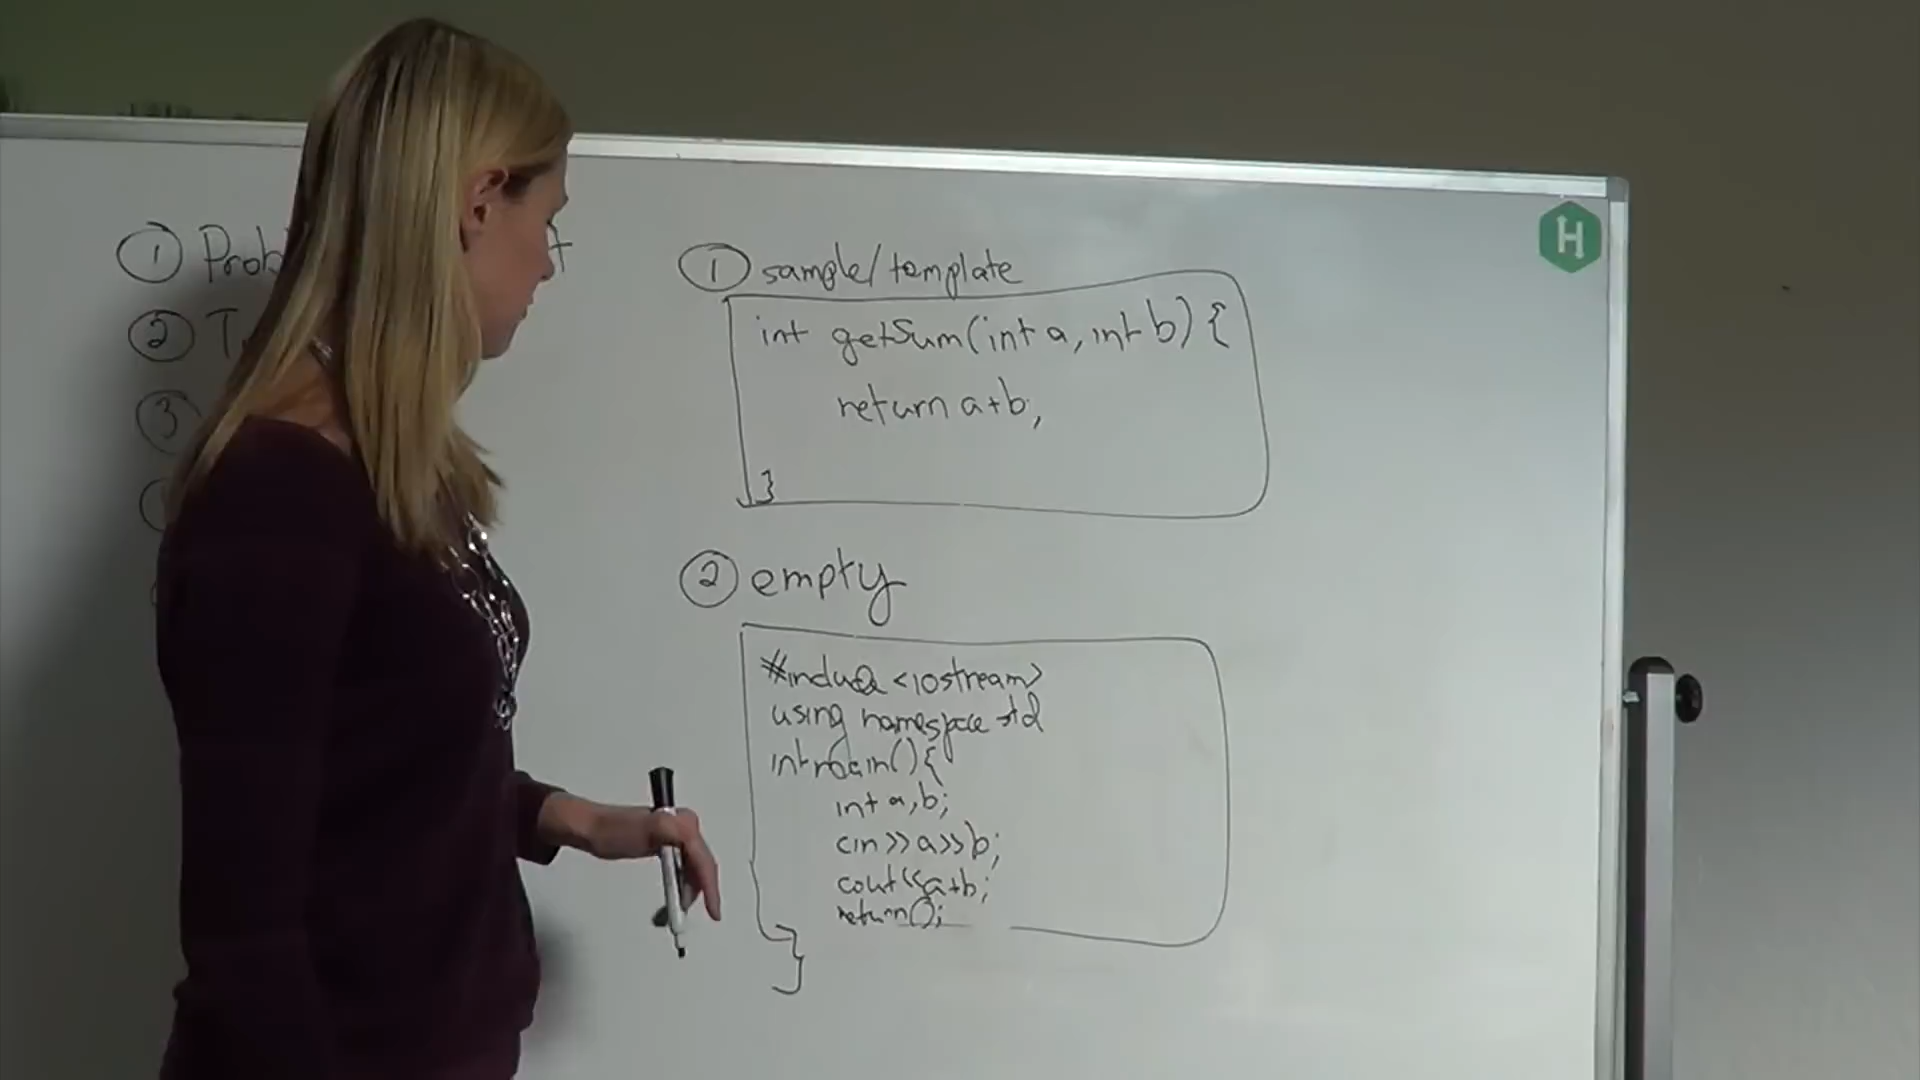 ① Prob
② T
③
① sample/template
int getSum(int a, int b) {
return a+b;
}
② empty
#include <iostream>
using namespace std
int main(){
int a,b;
cin>>a>>b;
cout<<a+b;
return 0;
}
H